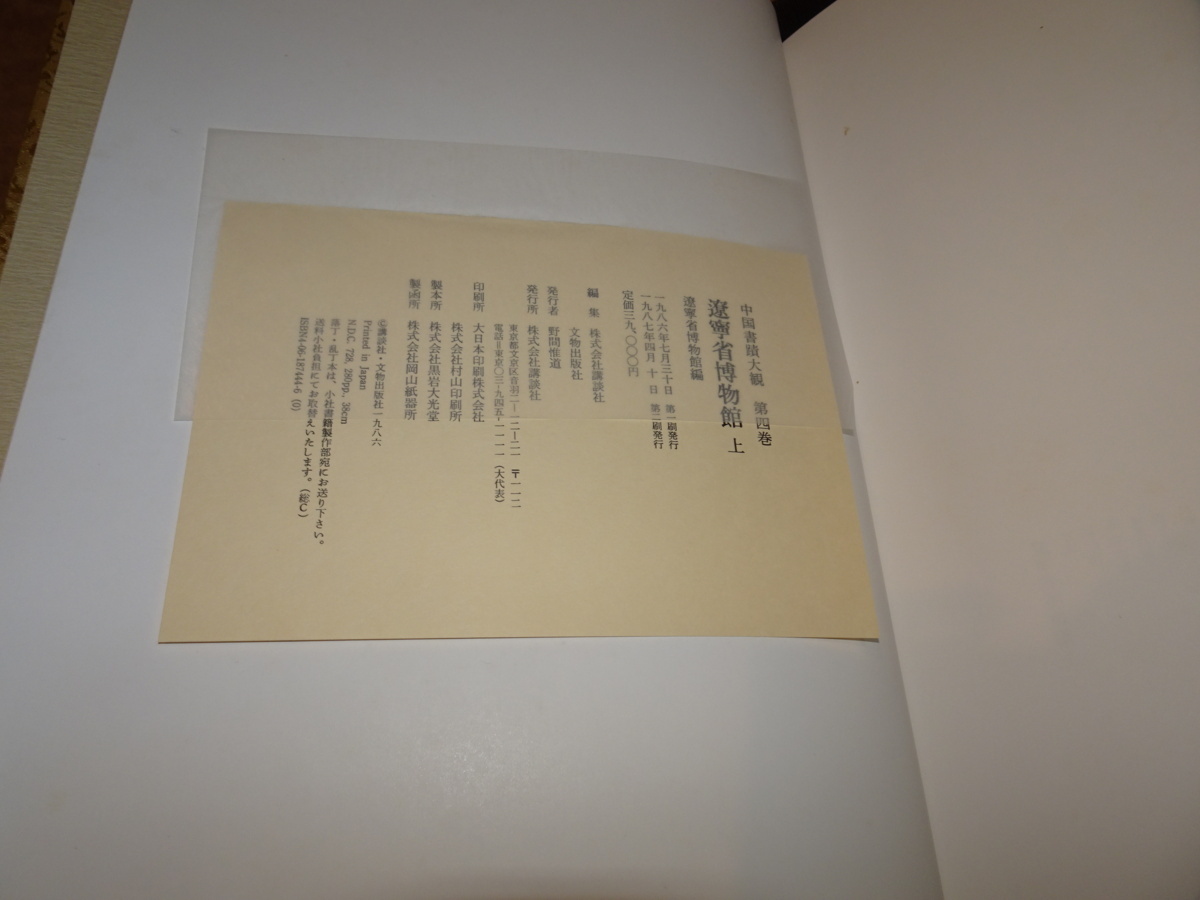 中国書蹟大観　第四巻
遼寧省博物館　上
遼寧省博物館編
一九八六年七月三十日　第一刷発行
一九八七年四月十日　第二刷発行
定価三九、〇〇〇円
編集　株式会社講談社
文物出版社
発行者　野間惟道
発行所　株式会社講談社
東京都文京区音羽二―一二―二一　〒一一二
電話＝東京〇三―九四五―一一一一（大代表）
印刷所　大日本印刷株式会社
株式会社村山印刷所
製本所　株式会社黒岩大光堂
製函所　株式会社岡山紙器所
©講談社・文物出版社一九八六
Printed in Japan
N.D.C. 728 280pp. 38cm
落丁・乱丁本は、小社書籍製作部宛にお送り下さい。
送料小社負担にてお取替えいたします。（総C）
ISBN4-06-187444-6 (0)